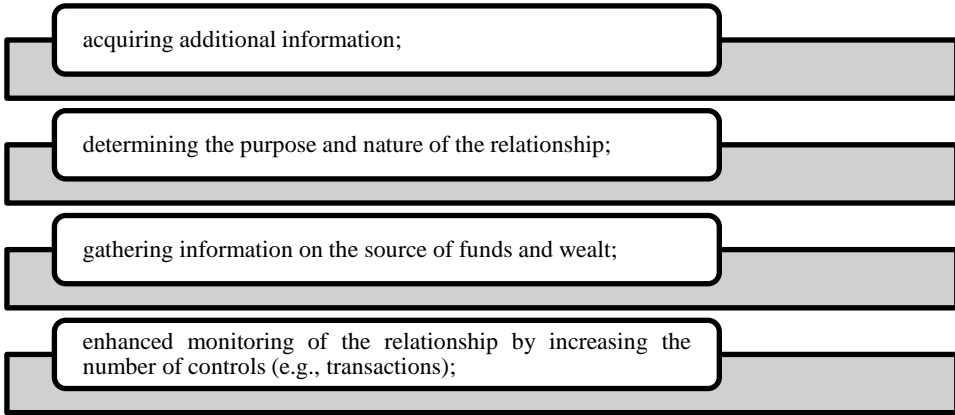 acquiring additional information;
determining the purpose and nature of the relationship;
gathering information on the source of funds and wealt;
enhanced monitoring of the relationship by increasing the
number of controls (e.g., transactions);